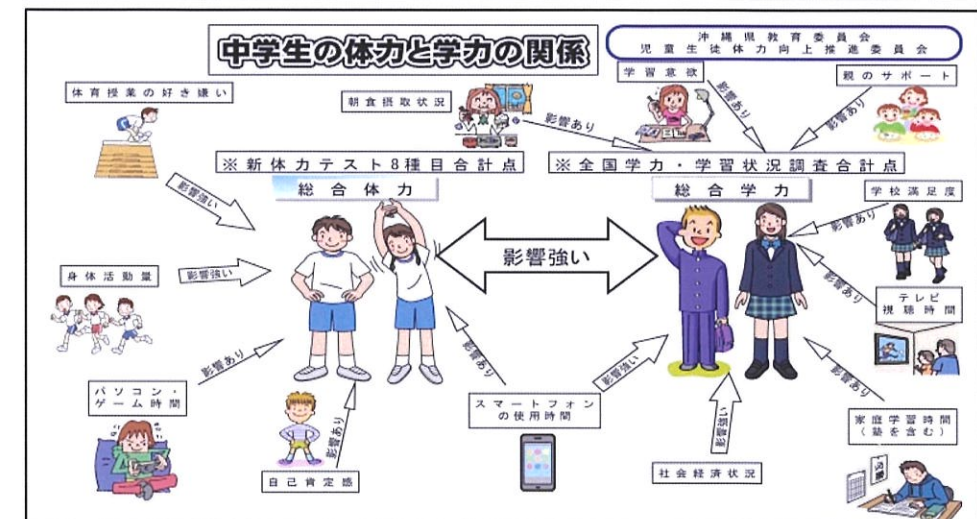 中学生の体力と学力の関係
沖縄県教育委員会
児童生徒体力向上推進委員会
体育授業の好き嫌い
朝食摂取状況
学習意欲
親のサポート
影響あり
影響あり
影響あり
※新体力テスト8種目合計点
※全国学力・学習状況調査合計点
総合体力
総合学力
影響強い
学校満足度
影響あり
影響強い
身体活動量
影響強い
テレビ
視聴時間
影響あり
パソコン・
ゲーム時間
影響あり
自己肯定感
影響あり
スマートフォン
の使用時間
影響あり
影響強い
社会経済状況
影響強い
家庭学習時間
(塾を含む)
影響あり